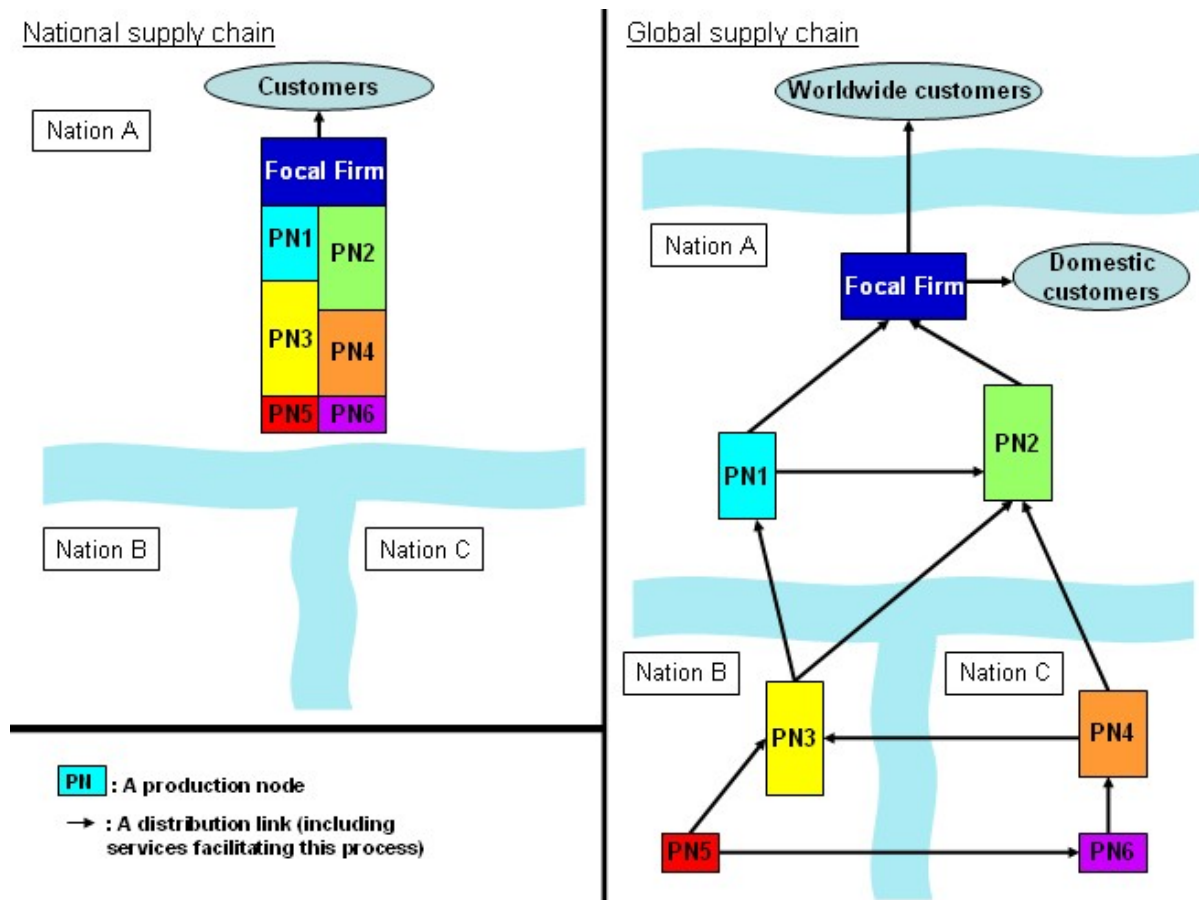 National supply chain
Customers
Nation A
Focal Firm
PN1
PN2
PN3
PN4
PN5
PN6
Nation B
Nation C
PN : A production node
: A distribution link (including
services facilitating this process)
Global supply chain
Worldwide customers
Nation A
Focal Firm
Domestic
customers
PN1
PN2
Nation B
Nation C
PN3
PN4
PN5
PN6